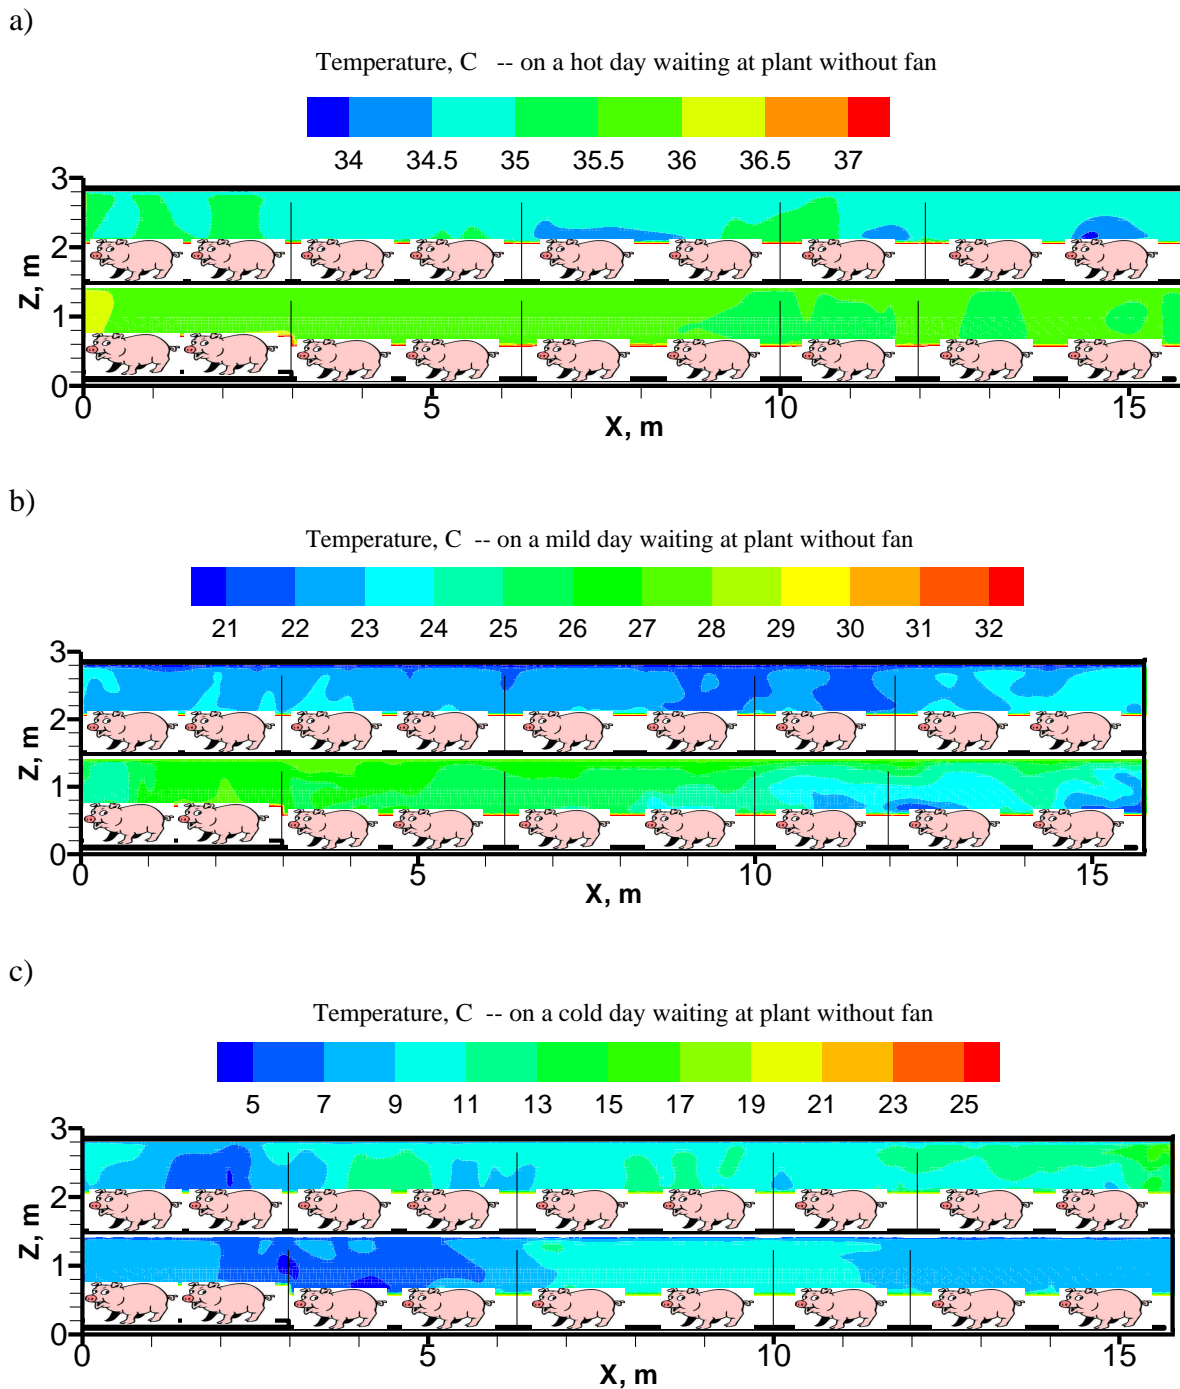 a)
Temperature, C -- on a hot day waiting at plant without fan
34 34.5 35 35.5 36 36.5 37
3
2
1
0
Z, m
0 5 10 15
X, m
b)
Temperature, C -- on a mild day waiting at plant without fan
21 22 23 24 25 26 27 28 29 30 31 32
3
2
1
0
Z, m
0 5 10 15
X, m
c)
Temperature, C -- on a cold day waiting at plant without fan
5 7 9 11 13 15 17 19 21 23 25
3
2
1
0
Z, m
0 5 10 15
X, m